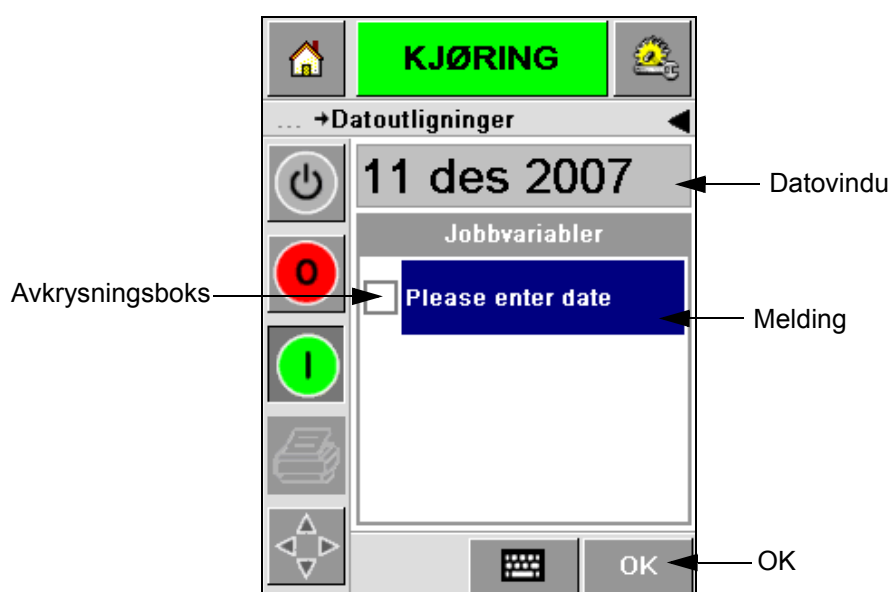 KJØRING
... →Datoutligninger
11 des 2007
Datovindu
Jobbvariabler
O
Avkrysningsboks
Please enter date
Melding
I
OK
OK